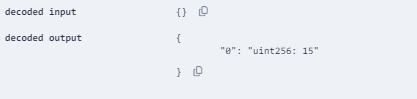 decoded input {}
decoded output {
"0": "uint256: 15"
}